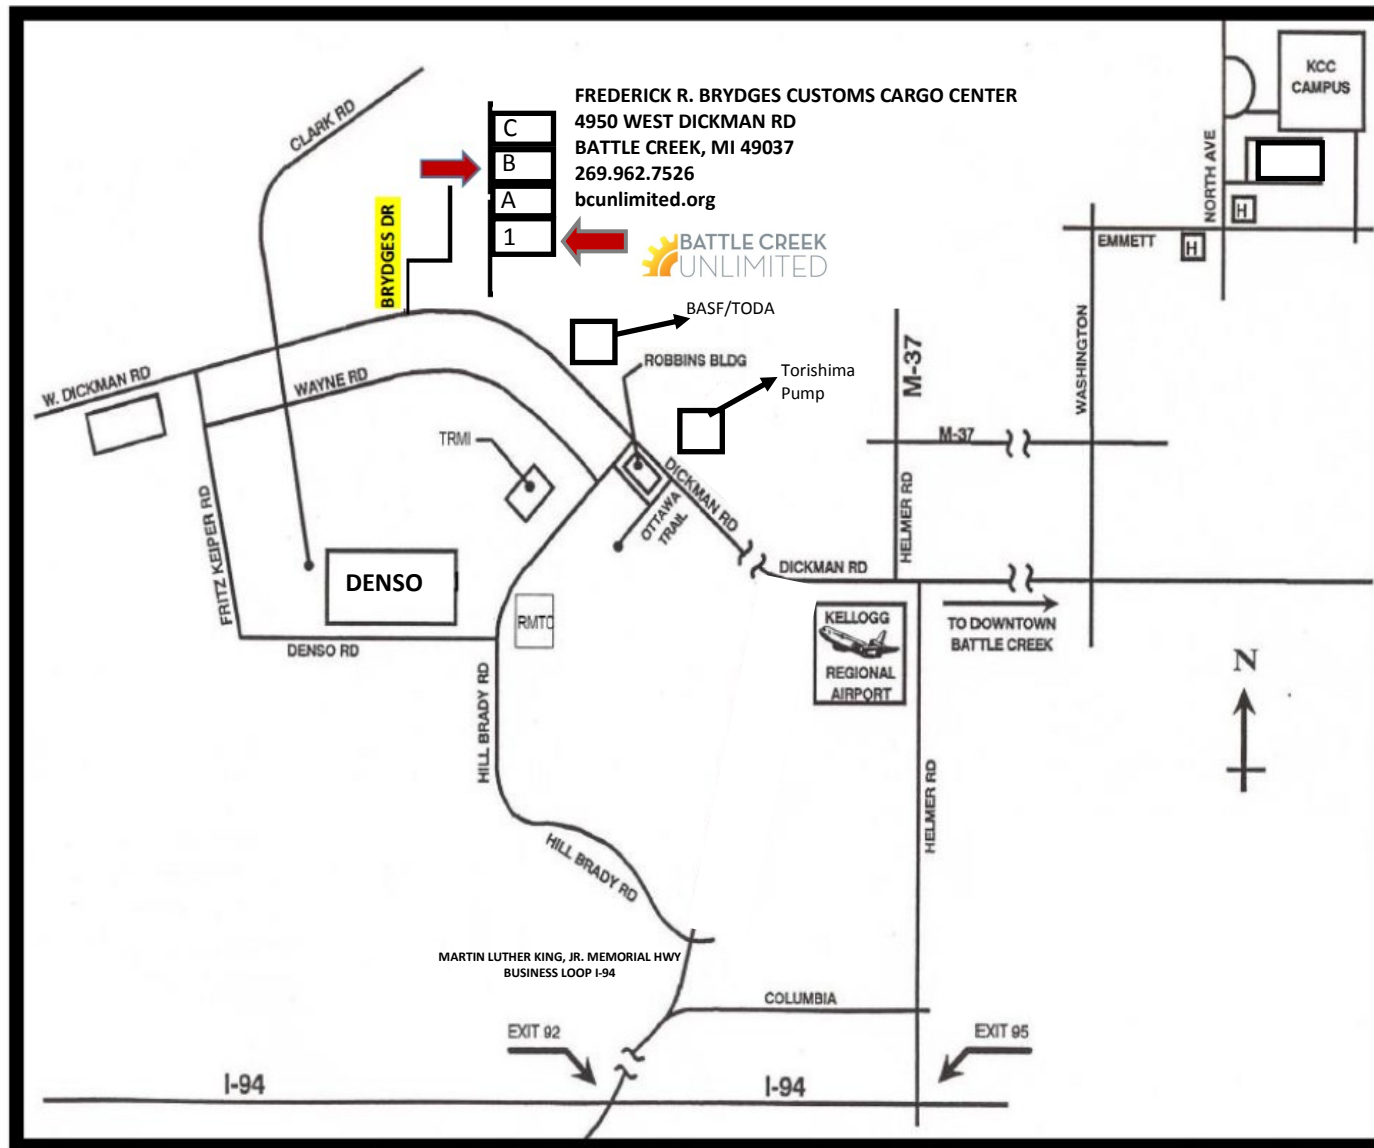 FREDERICK R. BRYDGES CUSTOMS CARGO CENTER
4950 WEST DICKMAN RD
BATTLE CREEK, MI 49037
269.962.7526
bcunlimited.org
C
B
A
1
BATTLE CREEK
UNLIMITED
KCC
CAMPUS
NORTH AVE
H
H
EMMETT
CLARK RD
BRYDGES DR
BASF/TODA
ROBBINS BLDG
Torishima
Pump
M-37
M-37
WASHINGTON
W. DICKMAN RD
WAYNE RD
TRMI
DICKMAN RD
OTTAWA
TRAIL
HELMER RD
FRITZ KEIPER RD
DENSO
DICKMAN RD
RMTC
KELLOGG
REGIONAL
AIRPORT
TO DOWNTOWN
BATTLE CREEK
DENSO RD
N
HILL BRADY RD
HELMER RD
HILL BRADY RD
MARTIN LUTHER KING, JR. MEMORIAL HWY
BUSINESS LOOP I-94
COLUMBIA
EXIT 92
EXIT 95
I-94
I-94